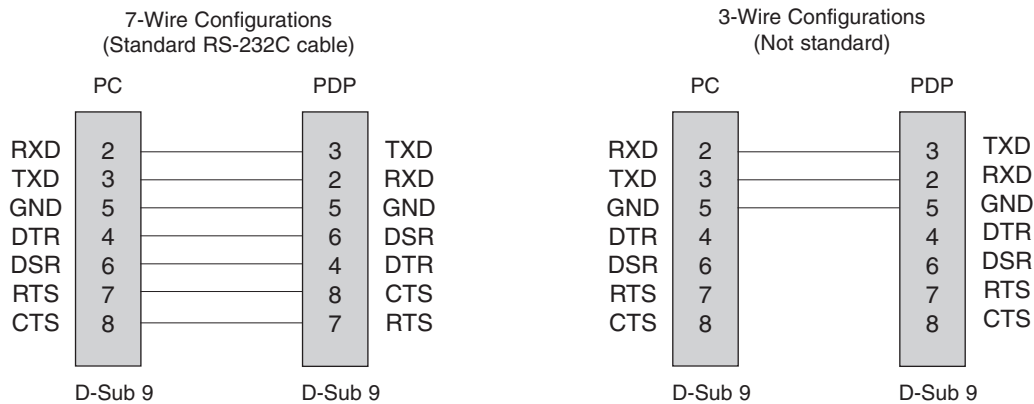 7-Wire Configurations
(Standard RS-232C cable)
PC PDP
RXD 2 3 TXD
TXD 3 2 RXD
GND 5 5 GND
DTR 4 6 DSR
DSR 6 4 DTR
RTS 7 8 CTS
CTS 8 7 RTS
D-Sub 9 D-Sub 9
3-Wire Configurations
(Not standard)
PC PDP
RXD 2 3 TXD
TXD 3 2 RXD
GND 5 5 GND
DTR 4 4 DTR
DSR 6 6 DSR
RTS 7 7 RTS
CTS 8 8 CTS
D-Sub 9 D-Sub 9